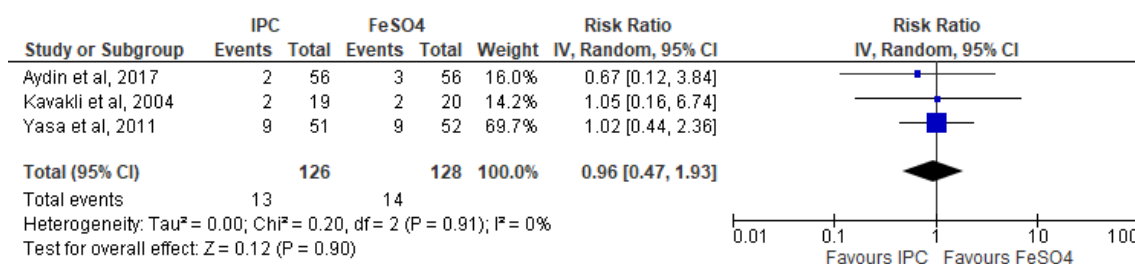 IPC FeSO4 Risk Ratio Risk Ratio
Study or Subgroup Events Total Events Total Weight IV, Random, 95% CI IV, Random, 95% CI
Aydin et al, 2017 2 56 3 56 16.0% 0.67 [0.12, 3.84]
Kavakli et al, 2004 2 19 2 20 14.2% 1.05 [0.16, 6.74]
Yasa et al, 2011 9 51 9 52 69.7% 1.02 [0.44, 2.36]
Total (95% CI) 126 128 100.0% 0.96 [0.47, 1.93]
Total events 13 14
Heterogeneity: Tau² = 0.00; Chi² = 0.20, df = 2 (P = 0.91); I² = 0%
Test for overall effect: Z = 0.12 (P = 0.90)
0.01 0.1 1 10 100
Favours IPC Favours FeSO4